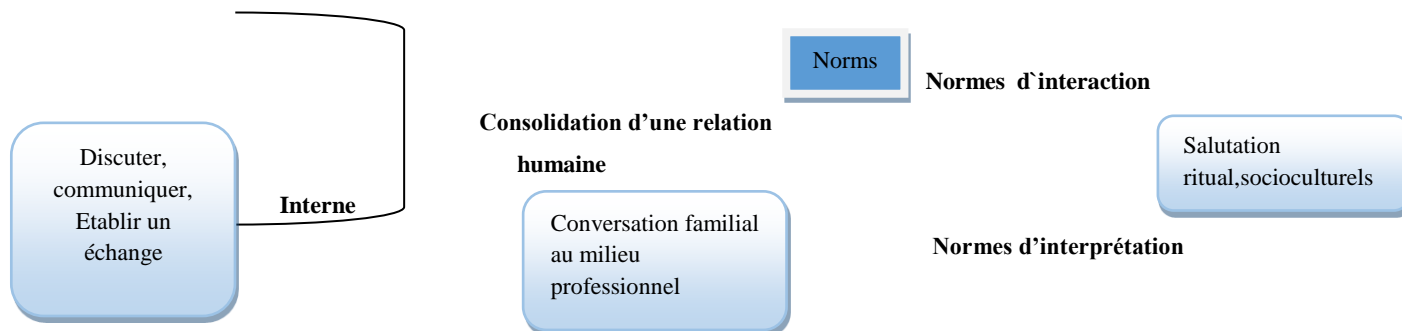 Discuter,
communiquer,
Etablir un
échange
Interne
Consolidation d’une relation
humaine
Conversation familial
au milieu
professionnel
Norms
Normes d`interaction
Salutation
ritual,socioculturels
Normes d’interprétation